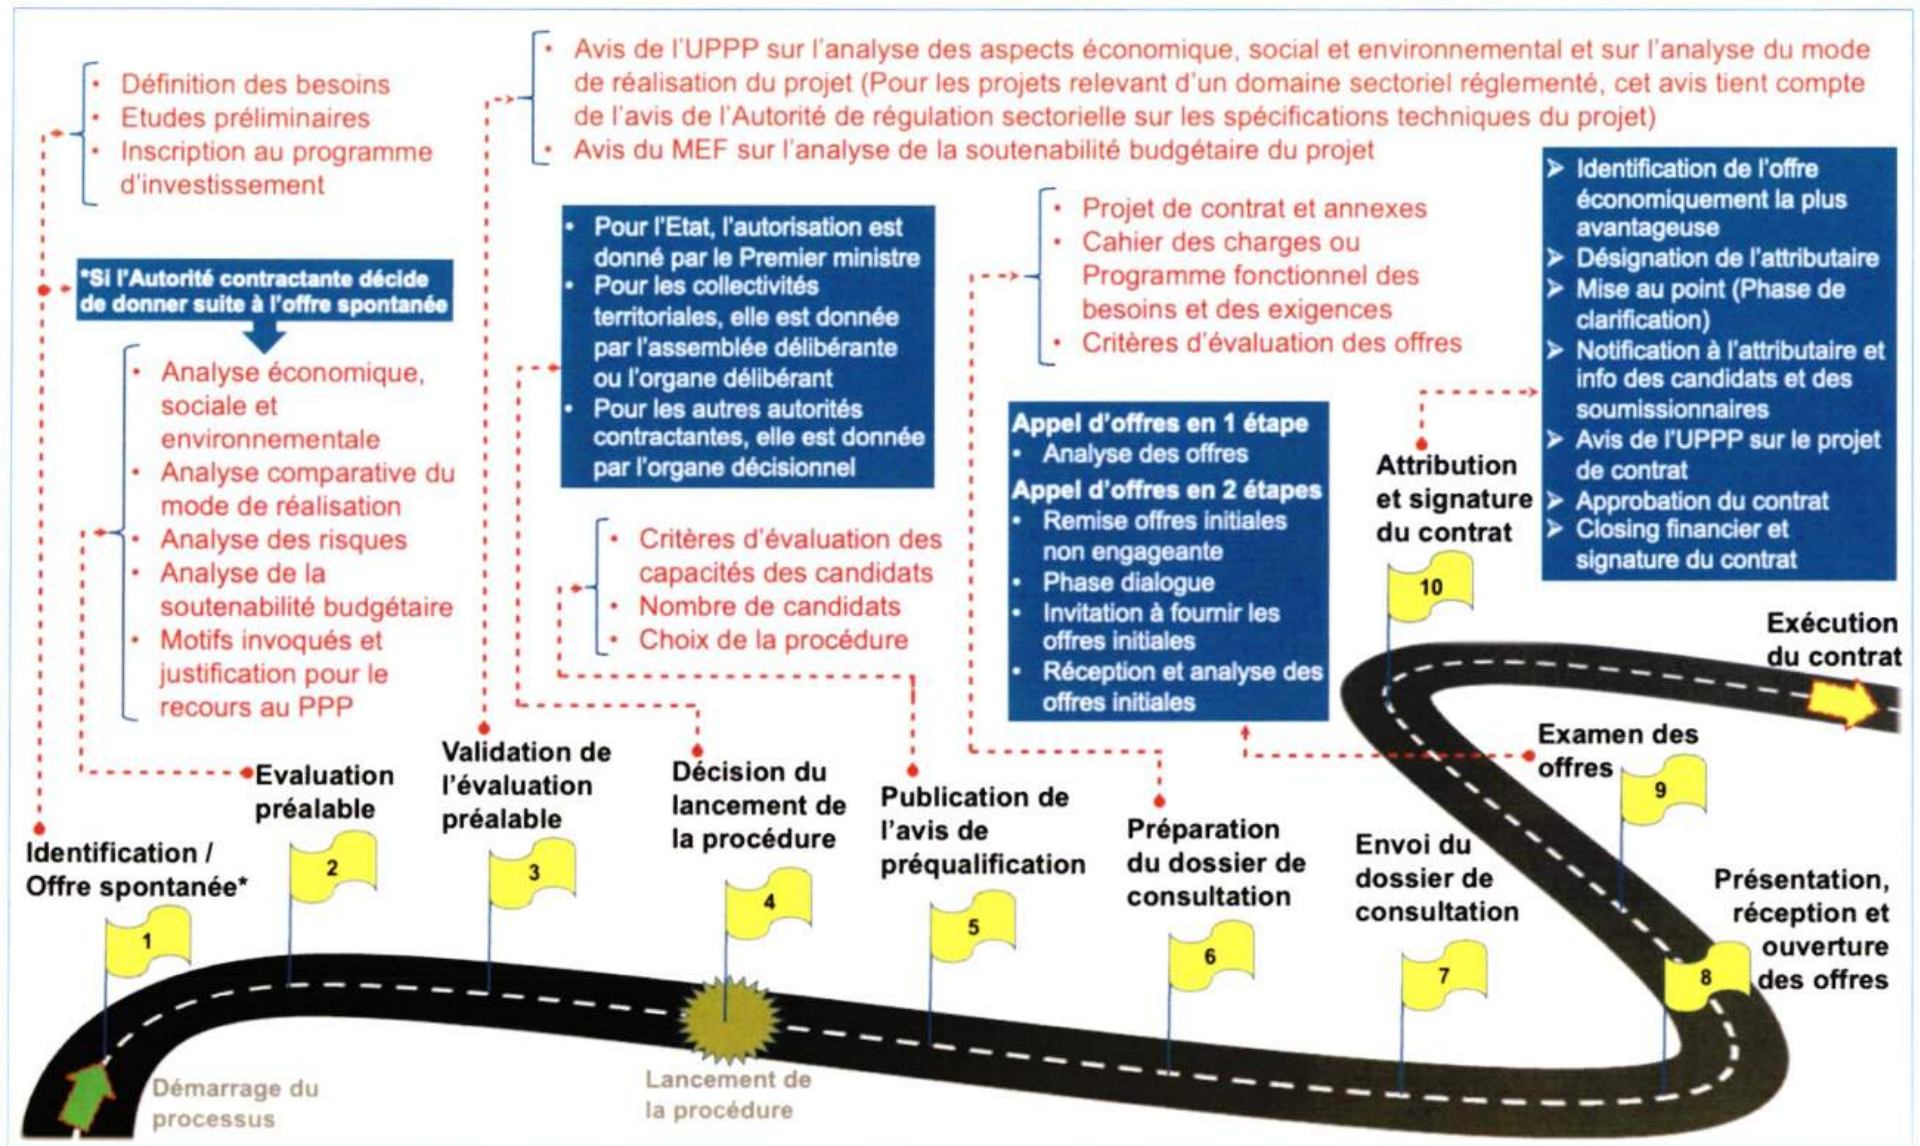 Définition des besoins
Etudes préliminaires
Inscription au programme
d'investissement
*Si l'Autorité contractante décide
de donner suite à l'offre spontanée
Analyse économique,
sociale et
environnementale
Analyse comparative du
mode de réalisation
Analyse des risques
Analyse de la
soutenabilité budgétaire
Motifs invoqués et
justification pour le
recours au PPP
Avis de l'UPPP sur l'analyse des aspects économique, social et environnemental et sur l'analyse du mode
de réalisation du projet (Pour les projets relevant d'un domaine sectoriel réglementé, cet avis tient compte
de l'avis de l'Autorité de régulation sectorielle sur les spécifications techniques du projet)
Avis du MEF sur l'analyse de la soutenabilité budgétaire du projet
Pour l'Etat, l'autorisation est
donné par le Premier ministre
Pour les collectivités
territoriales, elle est donnée
par l'assemblée délibérante
ou l'organe délibérant
Pour les autres autorités
contractantes, elle est donnée
par l'organe décisionnel
Critères d'évaluation des
capacités des candidats
Nombre de candidats
Choix de la procédure
Projet de contrat et annexes
Cahier des charges ou
Programme fonctionnel des
besoins et des exigences
Critères d'évaluation des offres
Appel d'offres en 1 étape
Analyse des offres
Appel d'offres en 2 étapes
Remise offres initiales
non engageante
Phase dialogue
Invitation à fournir les
offres initiales
Réception et analyse des
offres initiales
Identification de l'offre
économiquement la plus
avantageuse
Désignation de l'attributaire
Mise au point (Phase de
clarification)
Notification à l'attributaire et
info des candidats et des
soumissionnaires
Avis de l'UPPP sur le projet
de contrat
Approbation du contrat
Closing financier et
signature du contrat
Identification /
Offre spontanée*
1
Evaluation
préalable
2
Validation de
l'évaluation
préalable
3
Décision du
lancement de
la procédure
4
Publication de
l'avis de
préqualification
5
Préparation
du dossier de
consultation
6
Envoi du
dossier de
consultation
7
Présentation,
réception et
ouverture
des offres
8
Examen des
offres
9
Attribution
et signature
du contrat
10
Exécution
du contrat
Démarrage du
processus
Lancement de
la procédure